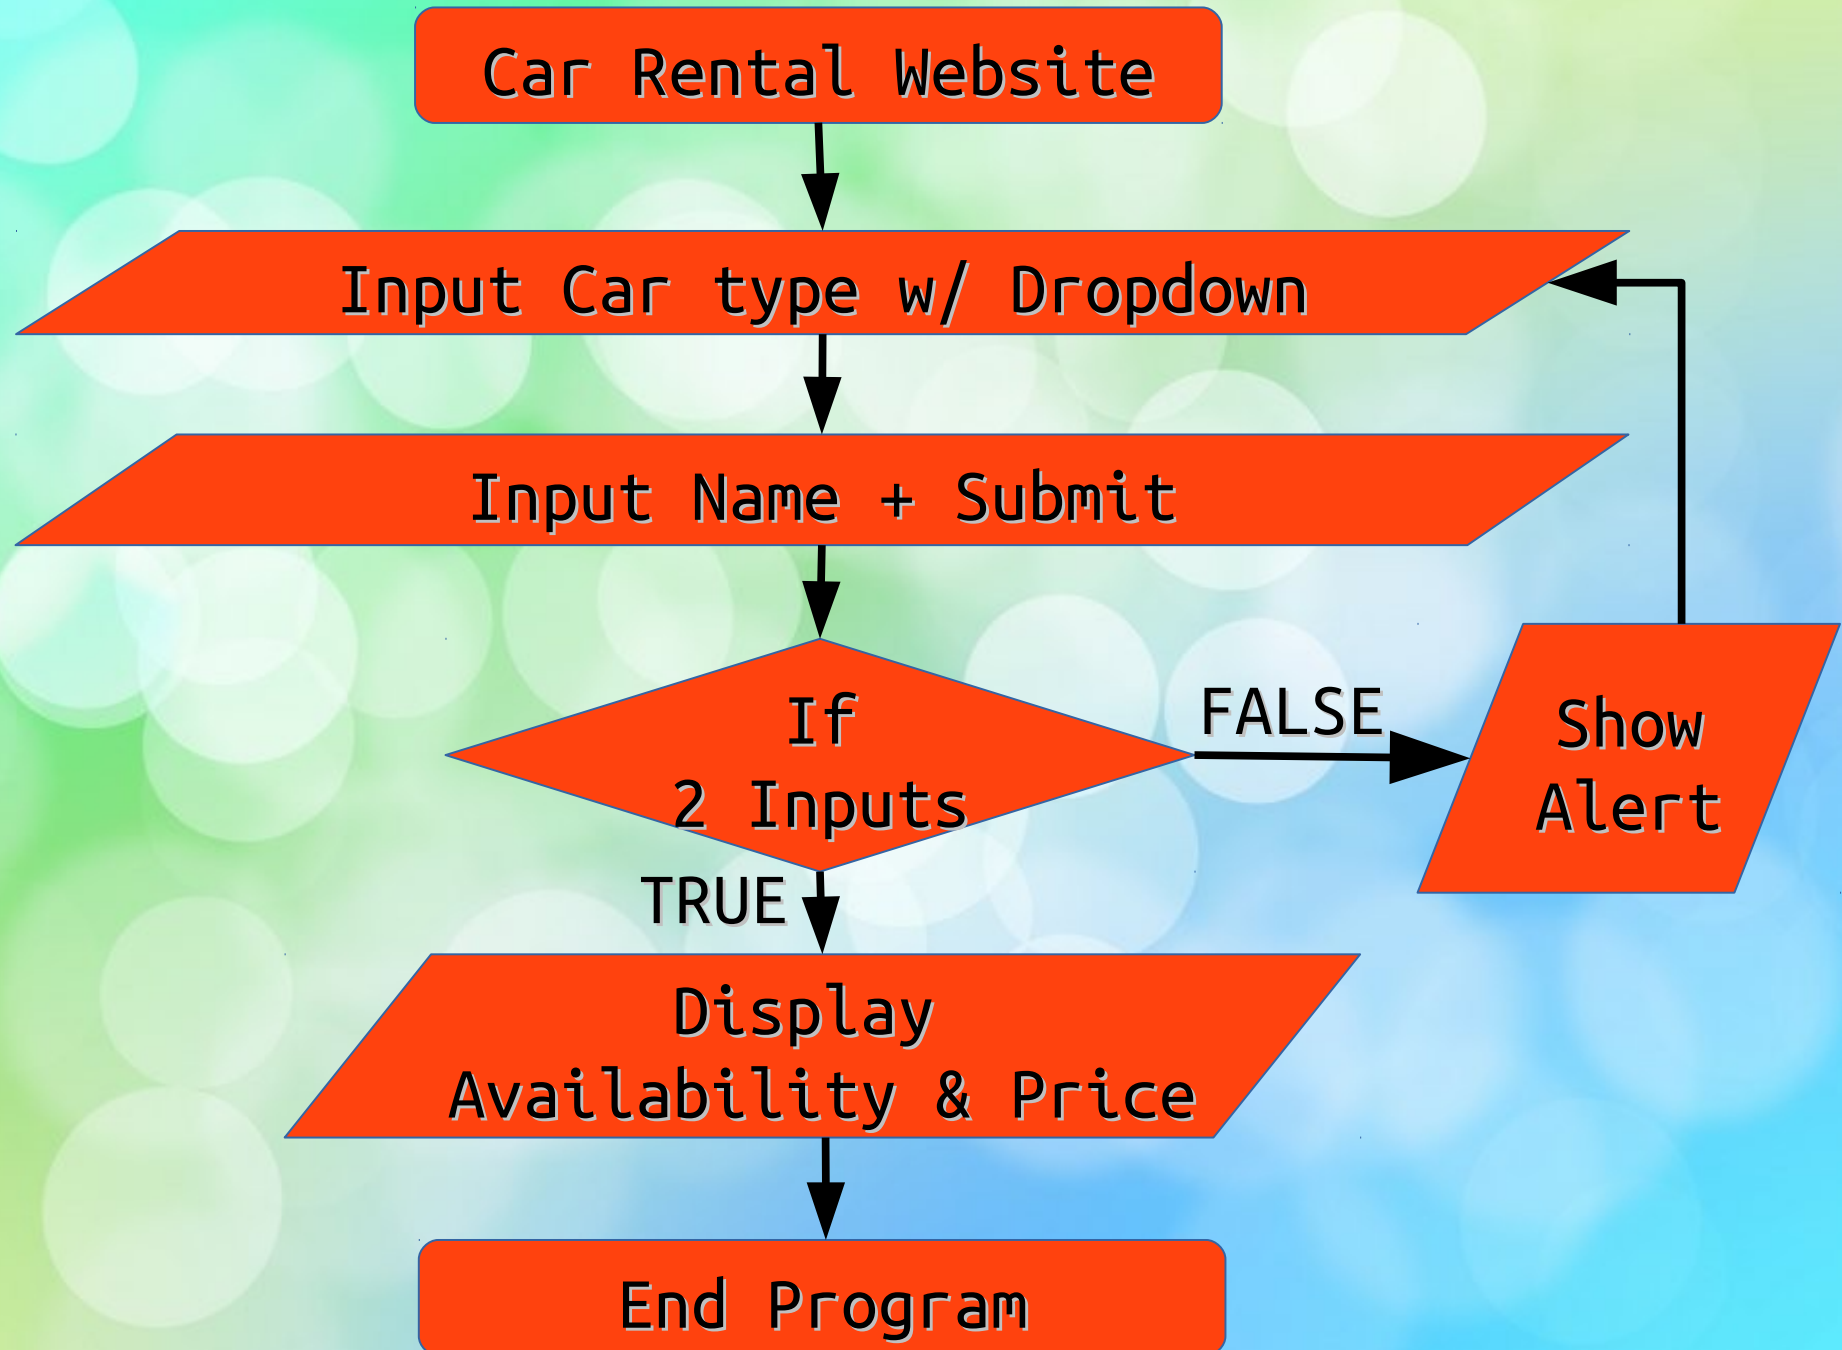 Car Rental Website
Input Car type w/ Dropdown
Input Name + Submit
If
2 Inputs
FALSE
Show
Alert
TRUE
Display
Availability & Price
End Program